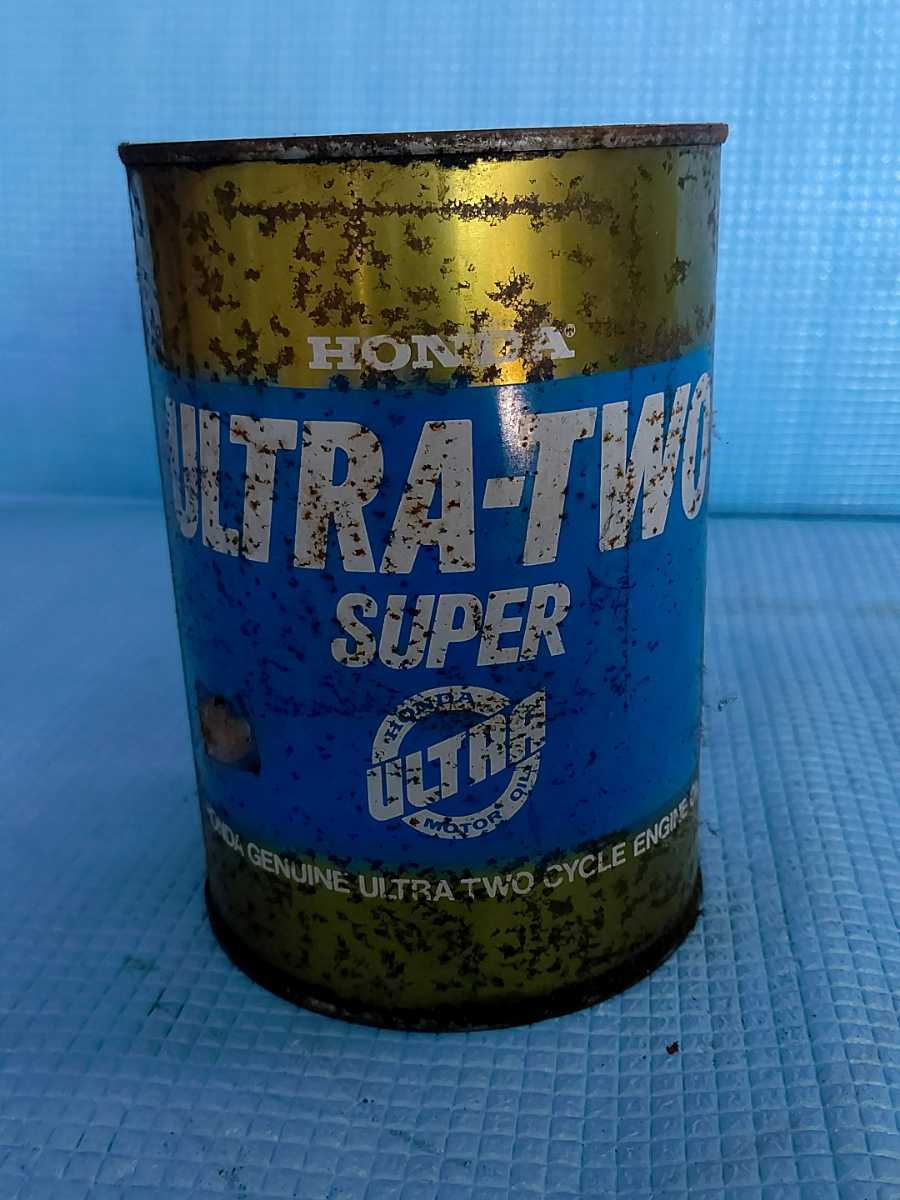 HONDA®
ULTRA-TWO
SUPER
HONDA
ULTRA
MOTOR OIL
HONDA GENUINE ULTRA TWO CYCLE ENGINE